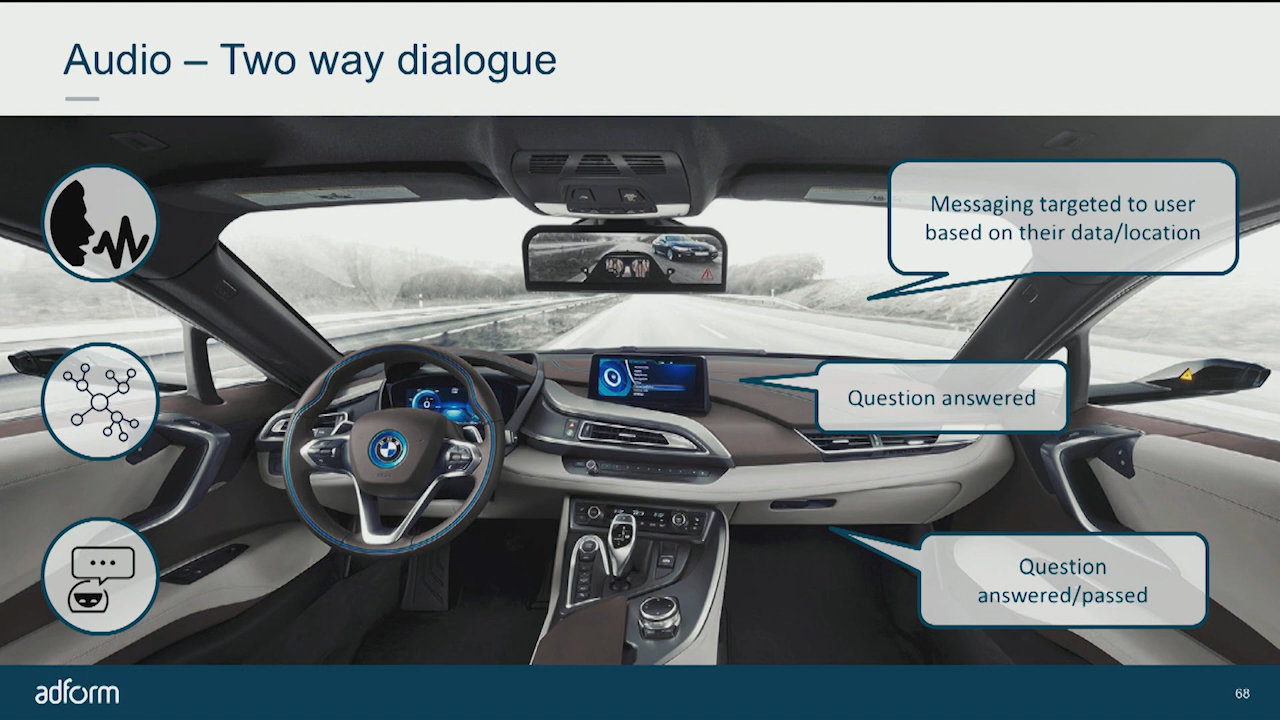 Audio – Two way dialogue
Messaging targeted to user
based on their data/location
Question answered
Question
answered/passed
adform
68